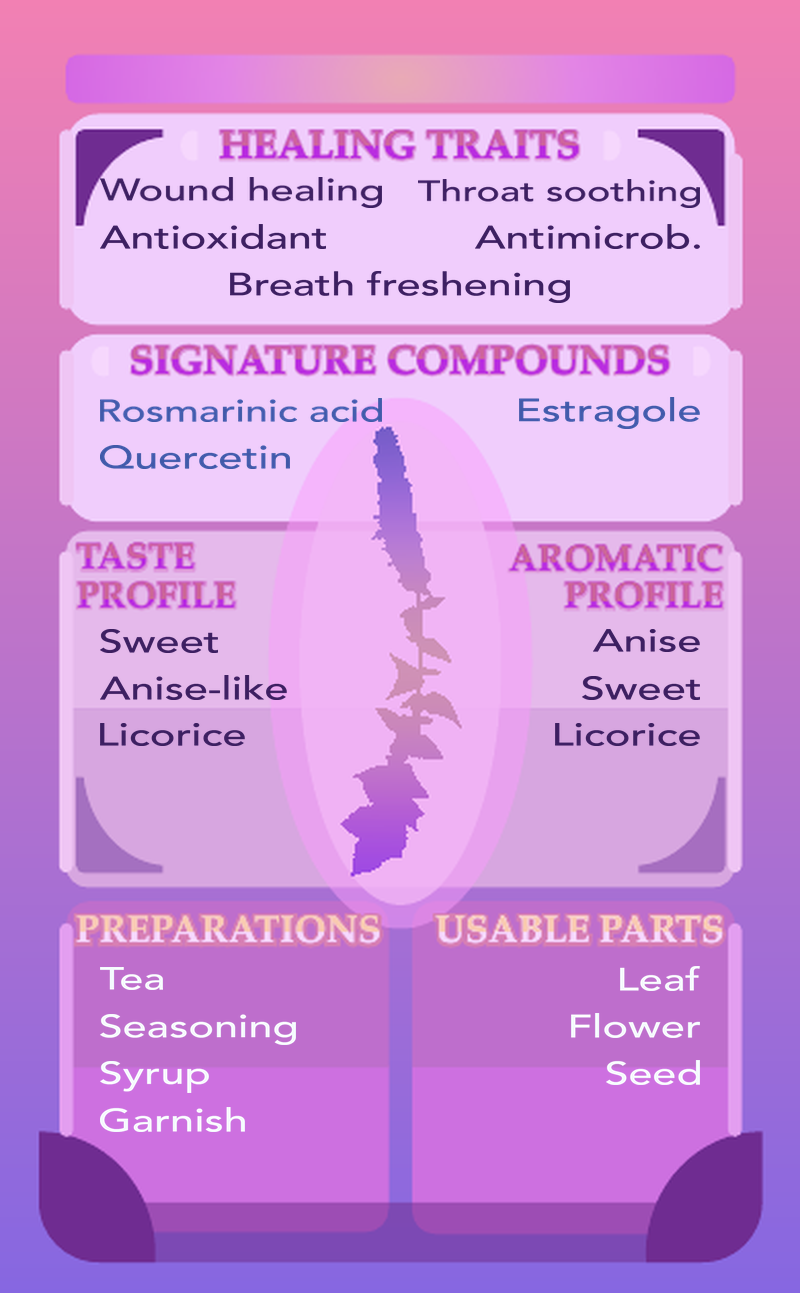 HEALING TRAITS
Wound healing Throat soothing
Antioxidant Antimicrob.
Breath freshening
SIGNATURE COMPOUNDS
Rosmarinic acid Estragole
Quercetin
TASTE
PROFILE
Sweet
Anise-like
Licorice
AROMATIC
PROFILE
Anise
Sweet
Licorice
PREPARATIONS
Tea
Seasoning
Syrup
Garnish
USABLE PARTS
Leaf
Flower
Seed